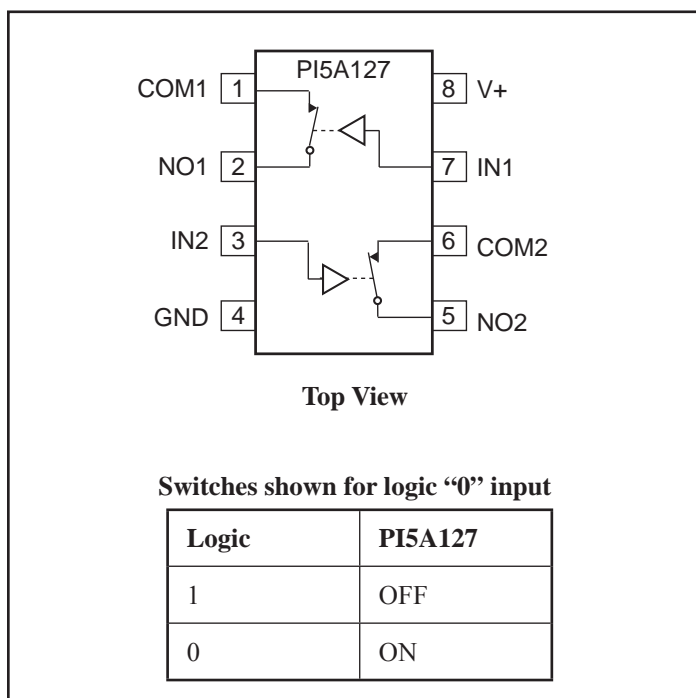 PI5A127
COM1 1
8 V+
NO1 2
7 IN1
IN2 3
6 COM2
GND 4
5 NO2
Top View
Switches shown for logic “0” input
Logic PI5A127
1 OFF
0 ON